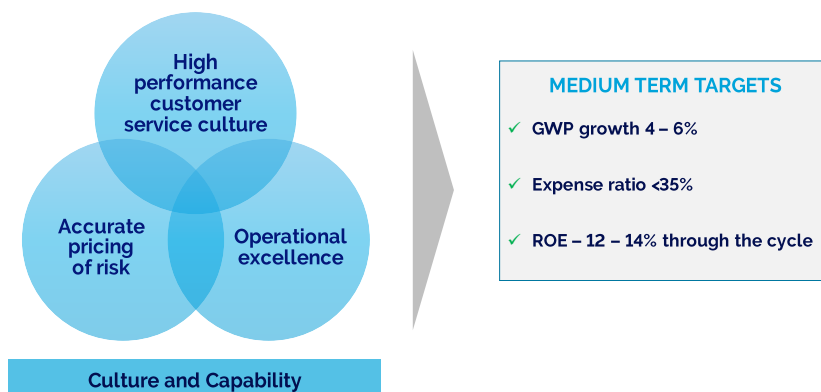 High
performance
customer
service culture
Accurate
pricing
of risk
Operational
excellence
Culture and Capability
MEDIUM TERM TARGETS
✓ GWP growth 4 – 6%
✓ Expense ratio <35%
✓ ROE – 12 – 14% through the cycle